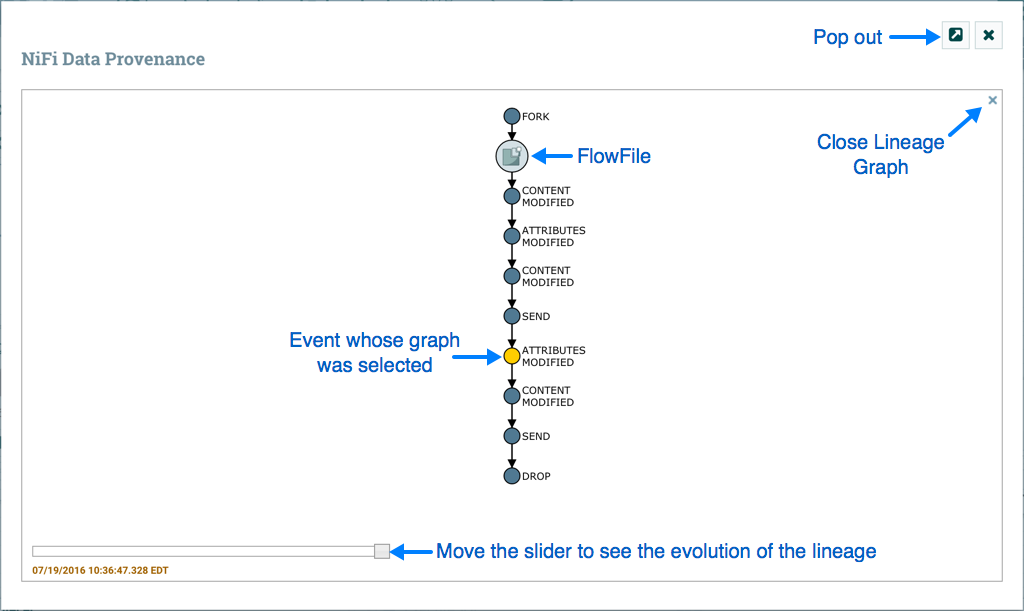 Pop out
NiFi Data Provenance
FORK
Close Lineage
Graph
FlowFile
CONTENT
MODIFIED
ATTRIBUTES
MODIFIED
CONTENT
MODIFIED
SEND
Event whose graph
was selected
ATTRIBUTES
MODIFIED
CONTENT
MODIFIED
SEND
DROP
Move the slider to see the evolution of the lineage
07/19/2016 10:36:47.328 EDT